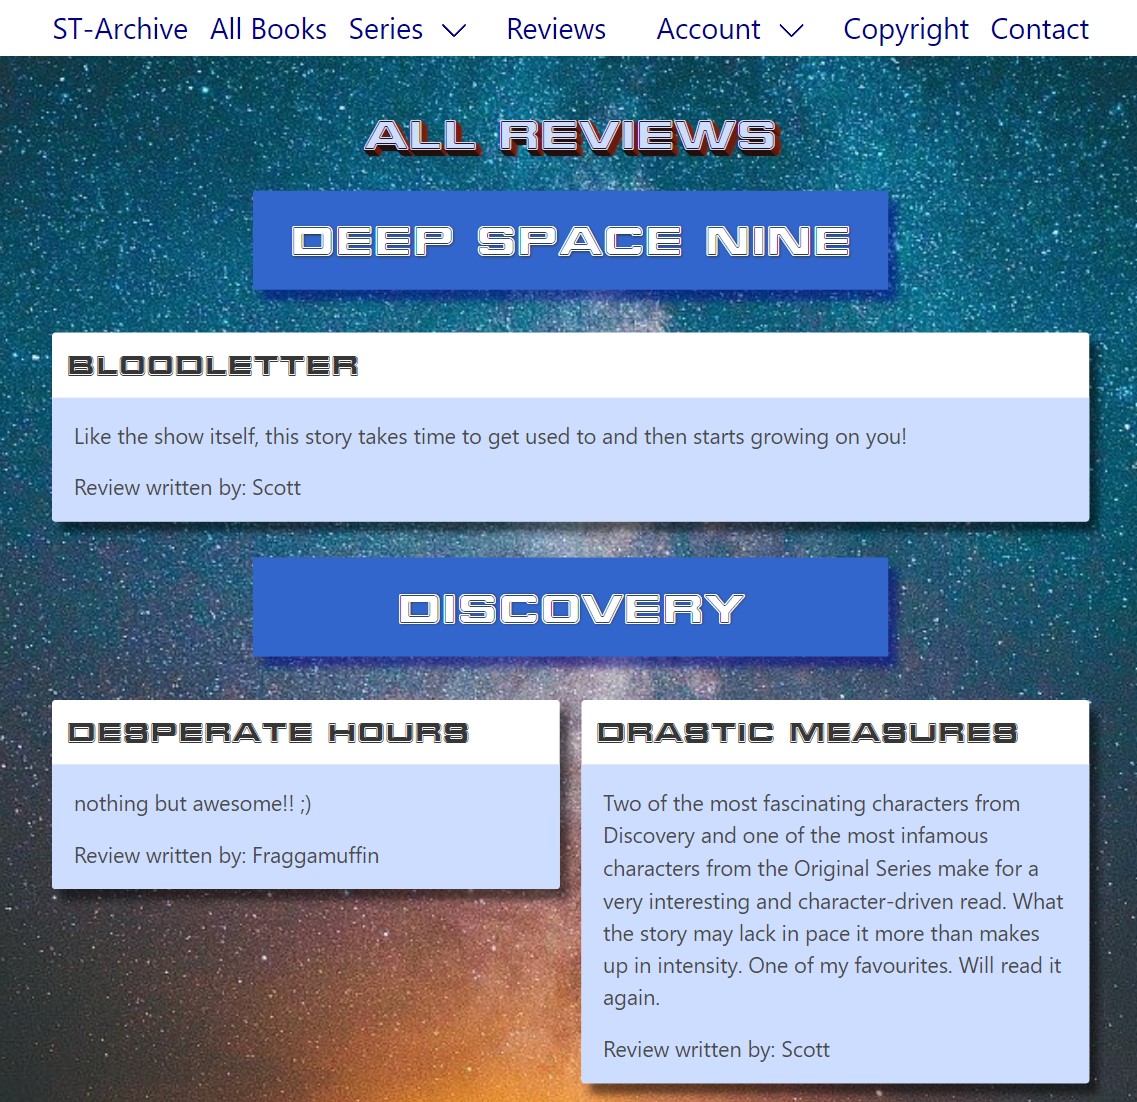 ST-Archive All Books Series Reviews Account Copyright Contact
ALL REVIEWS
DEEP SPACE NINE
BLOODLETTER
Like the show itself, this story takes time to get used to and then starts growing on you!
Review written by: Scott
DISCOVERY
DESPERATE HOURS
nothing but awesome!! ;)
Review written by: Fraggamuffin
DRASTIC MEASURES
Two of the most fascinating characters from
Discovery and one of the most infamous
characters from the Original Series make for a
very interesting and character-driven read. What
the story may lack in pace it more than makes
up in intensity. One of my favourites. Will read it
again.
Review written by: Scott